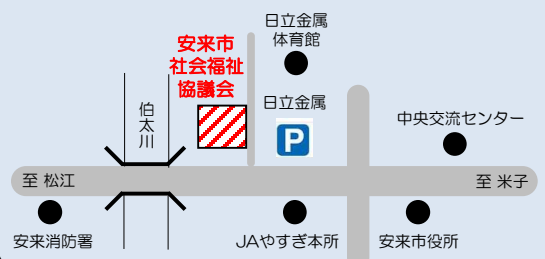 日立金属
体育館
安来市
社会福祉
協議会
伯太川
日立金属
P
中央交流センター
至 松江
至 米子
安来消防署
JAやすぎ本所
安来市役所